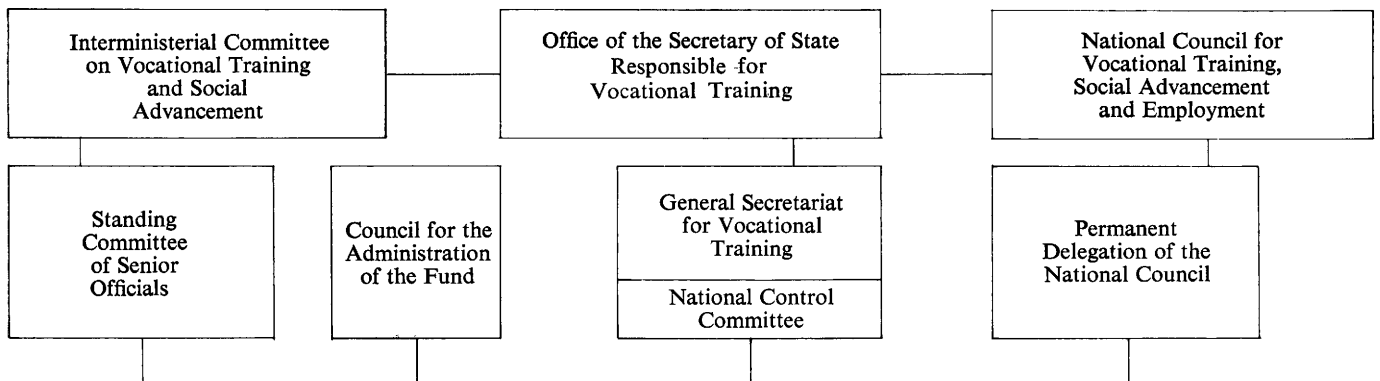 Interministerial Committee
on Vocational Training
and Social
Advancement
Office of the Secretary of State
Responsible for
Vocational Training
National Council for
Vocational Training,
Social Advancement
and Employment
Standing
Committee
of Senior
Officials
Council for the
Administration
of the Fund
General Secretariat
for Vocational
Training
National Control
Committee
Permanent
Delegation of the
National Council